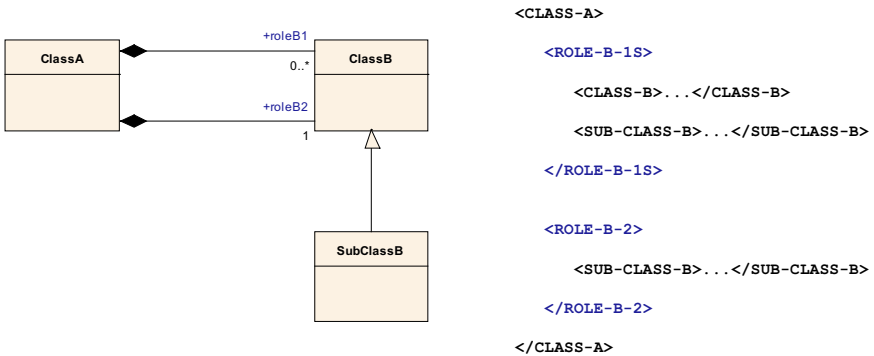 +roleB1
ClassA
ClassB
0..*
+roleB2
1
SubClassB
<CLASS-A>
<ROLE-B-1S>
<CLASS-B>...</CLASS-B>
<SUB-CLASS-B>...</SUB-CLASS-B>
</ROLE-B-1S>
<ROLE-B-2>
<SUB-CLASS-B>...</SUB-CLASS-B>
</ROLE-B-2>
</CLASS-A>